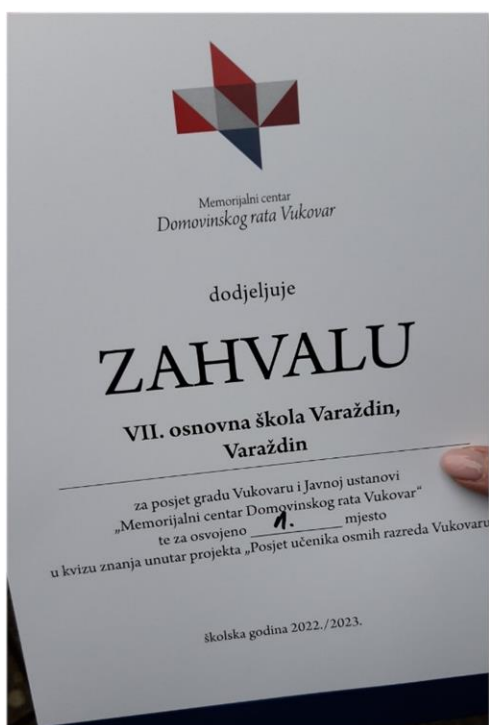 Memorijalni centar
Domovinskog rata Vukovar
dodjeljuje
ZAHVALU
VII. osnovna škola Varaždin,
Varaždin
za posjet gradu Vukovaru i Javnoj ustanovi
„Memorijalni centar Domovinskog rata Vukovar“
te za osvojeno 1. mjesto
u kvizu znanja unutar projekta „Posjet učenika osmih razreda Vukovaru
školska godina 2022./2023.